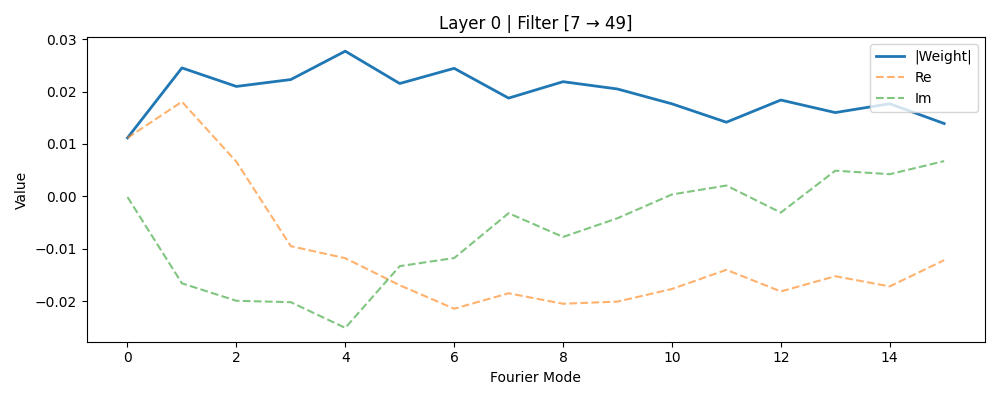 Layer 0 | Filter [7 → 49]
|Weight|
Re
Im
Value
0.03
0.02
0.01
0.00
−0.01
−0.02
0 2 4 6 8 10 12 14
Fourier Mode